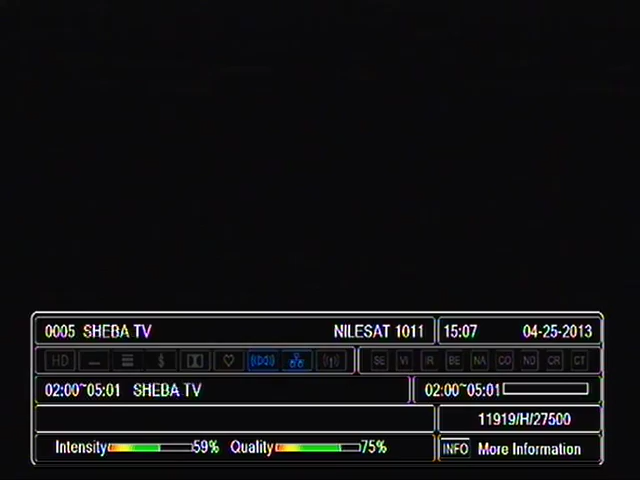 0005 SHEBA TV NILESAT 1011 15:07 04-25-2013
HD $ SE VI IR BE NA CO ND CR CT
02:00~05:01 SHEBA TV 02:00~05:01
11919/H/27500
Intensity 59% Quality 75% INFO More Information